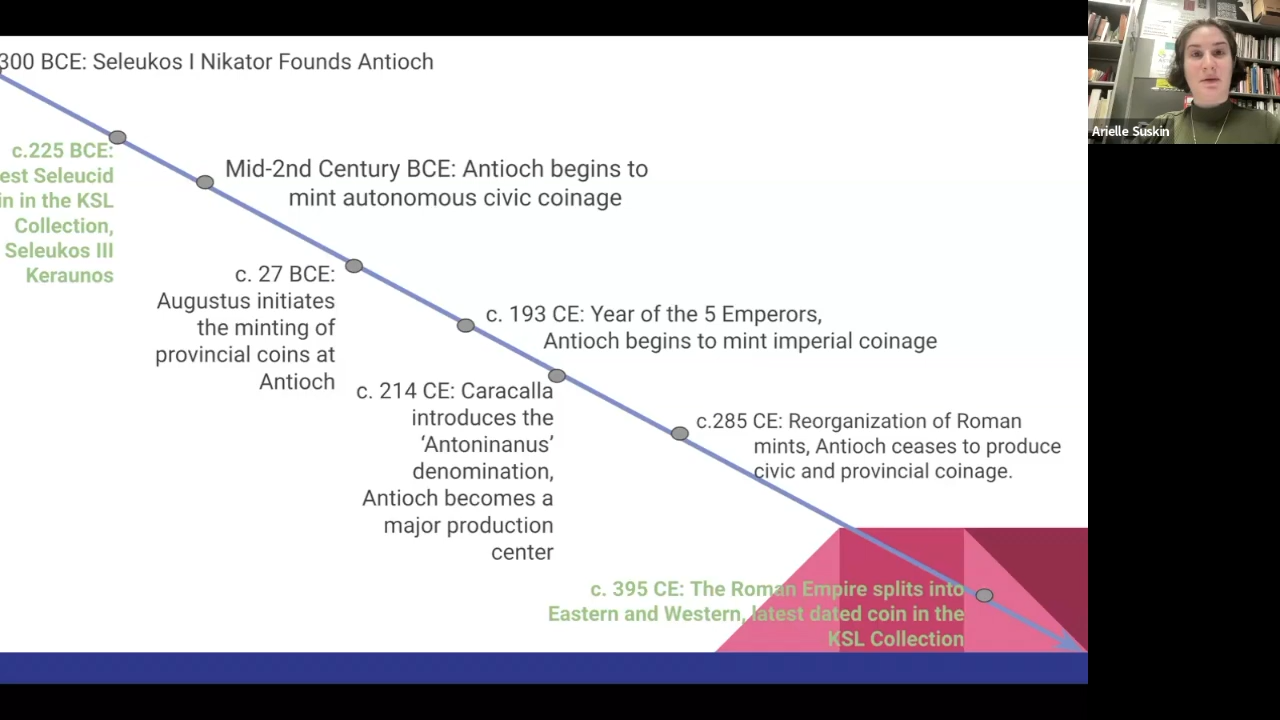 300 BCE: Seleukos I Nikator Founds Antioch
c.225 BCE:
Seleucid
in the KSL
Collection,
Seleukos III
Keraunos
Mid-2nd Century BCE: Antioch begins to
mint autonomous civic coinage
c. 27 BCE:
Augustus initiates
the minting of
provincial coins at
Antioch
c. 193 CE: Year of the 5 Emperors,
Antioch begins to mint imperial coinage
c. 214 CE: Caracalla
introduces the
‘Antoninanus’
denomination,
Antioch becomes a
major production
center
c.285 CE: Reorganization of Roman
mints, Antioch ceases to produce
civic and provincial coinage.
c. 395 CE: The Roman Empire splits into
Eastern and Western, latest dated coin in the
KSL Collection
Arielle Suskin